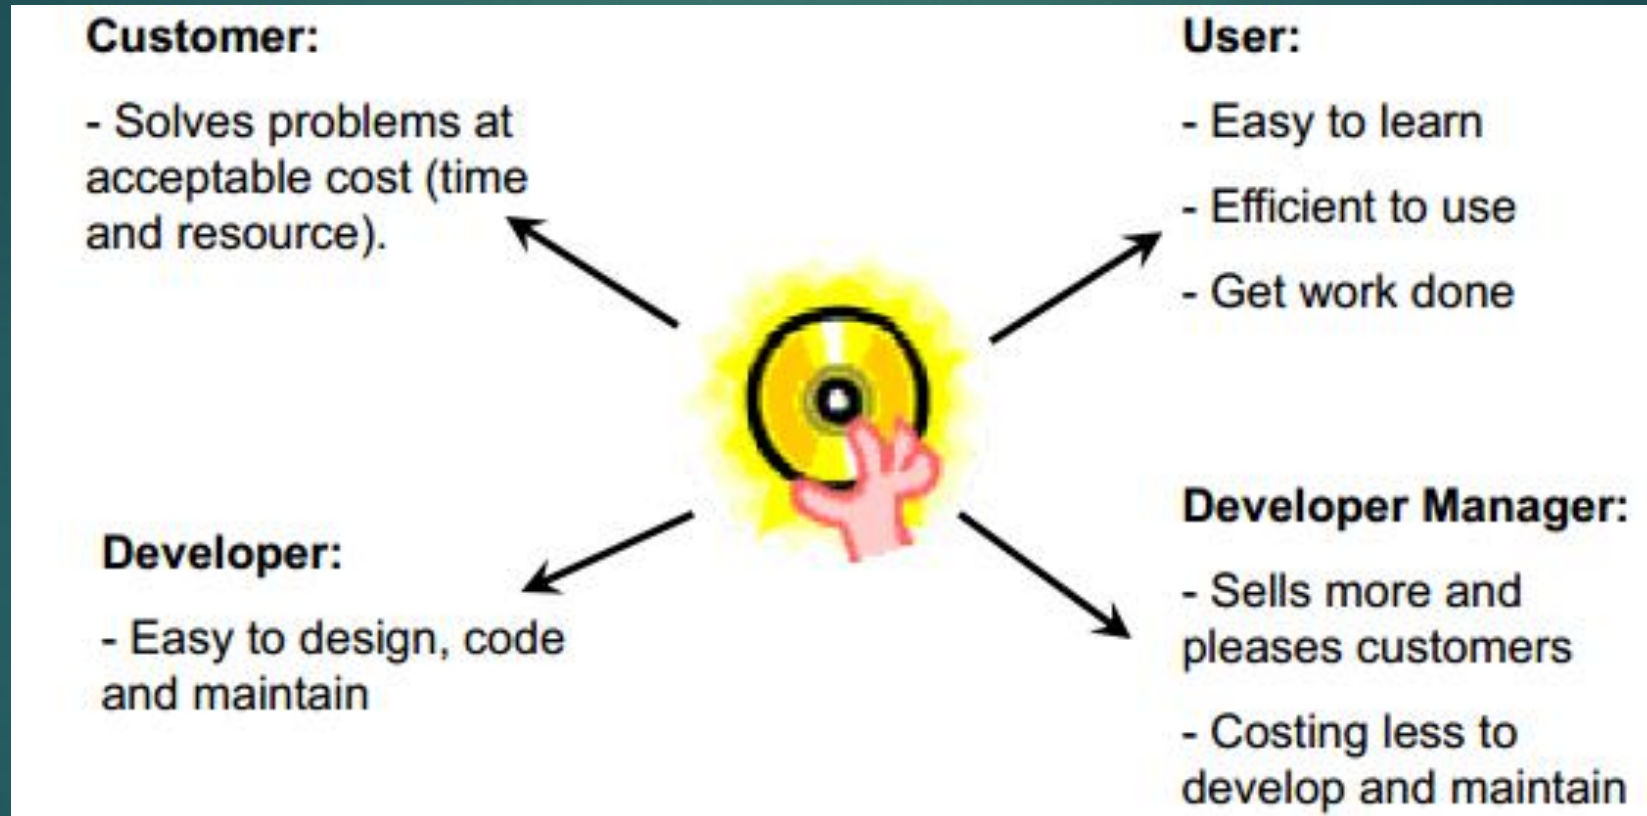 Customer:
- Solves problems at
acceptable cost (time
and resource).
User:
- Easy to learn
- Efficient to use
- Get work done
Developer:
- Easy to design, code
and maintain
Developer Manager:
- Sells more and
pleases customers
- Costing less to
develop and maintain